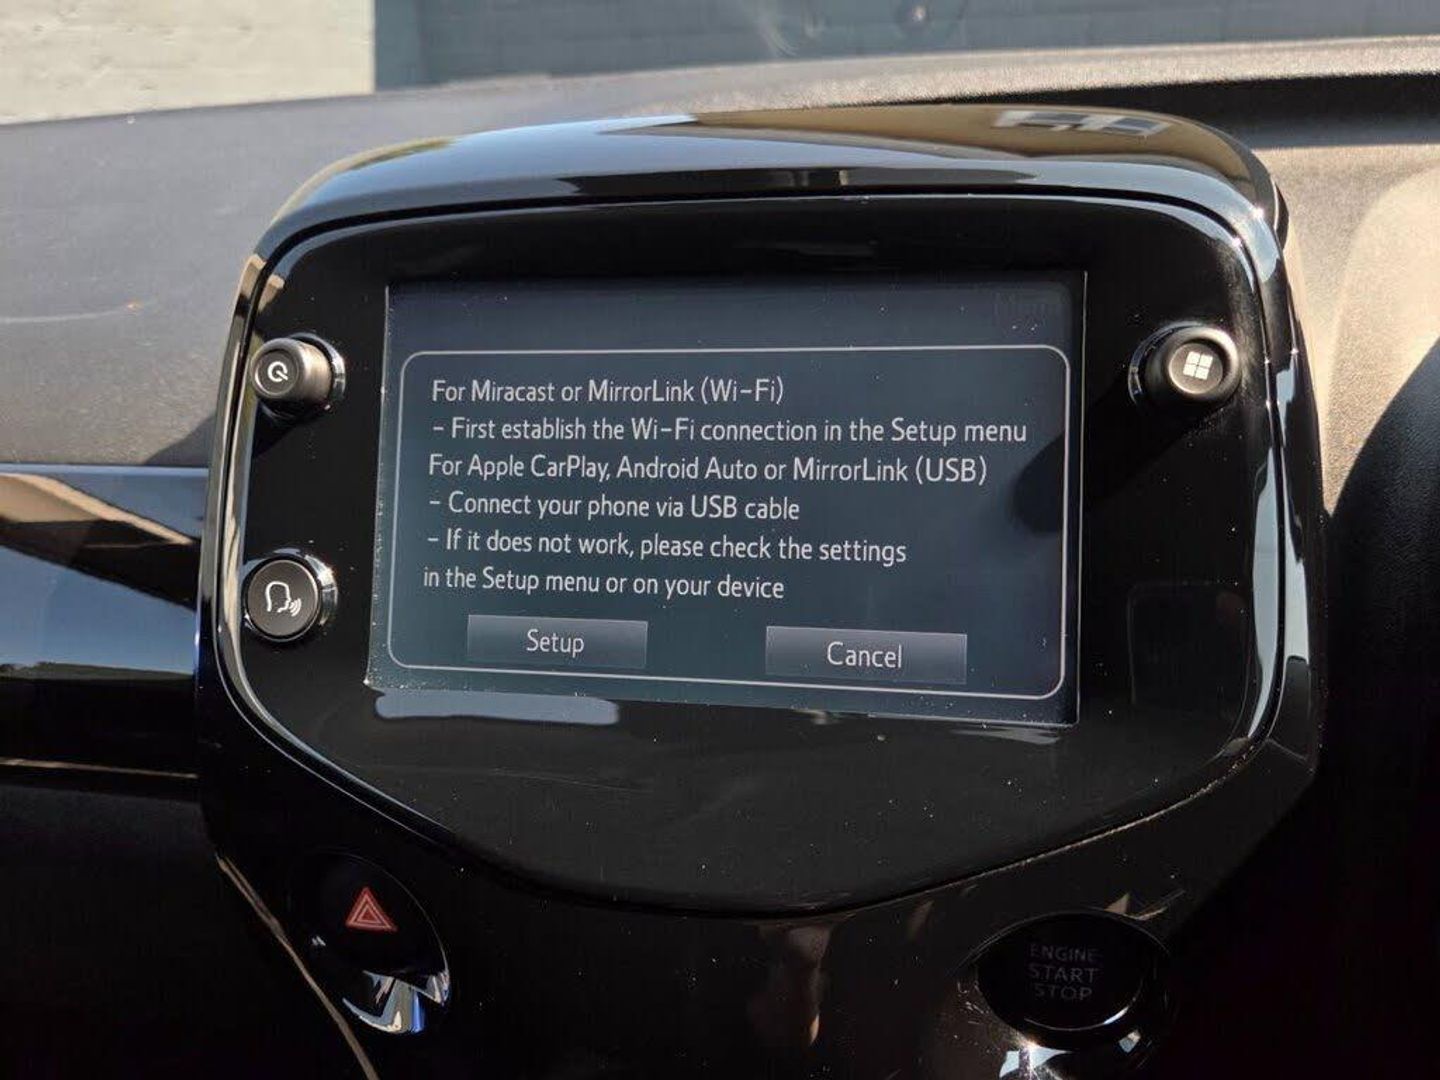 For Miracast or MirrorLink (Wi-Fi)
- First establish the Wi-Fi connection in the Setup menu
For Apple CarPlay, Android Auto or MirrorLink (USB)
- Connect your phone via USB cable
- If it does not work, please check the settings
in the Setup menu or on your device
Setup
Cancel
ENGINE
START
STOP